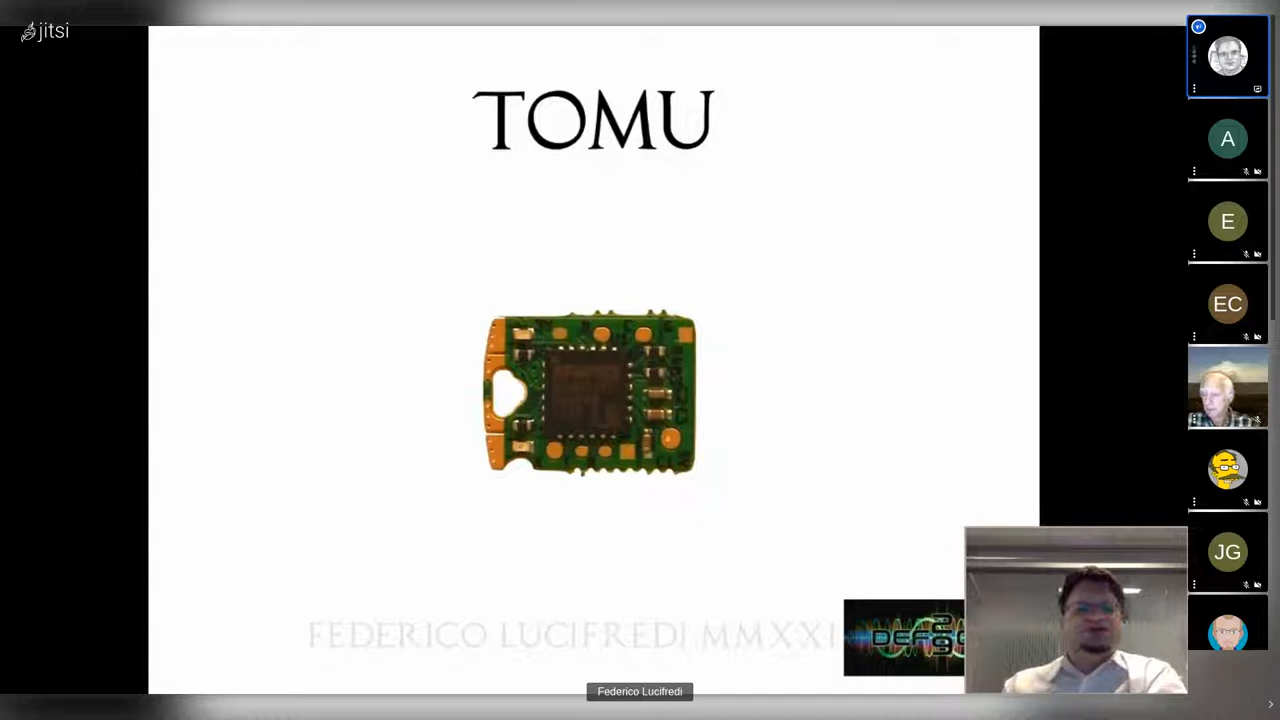 jitsi
TOMU
A
E
EC
JG
FEDERICO LUCIFREDI MMXXI
Federico Lucifredi